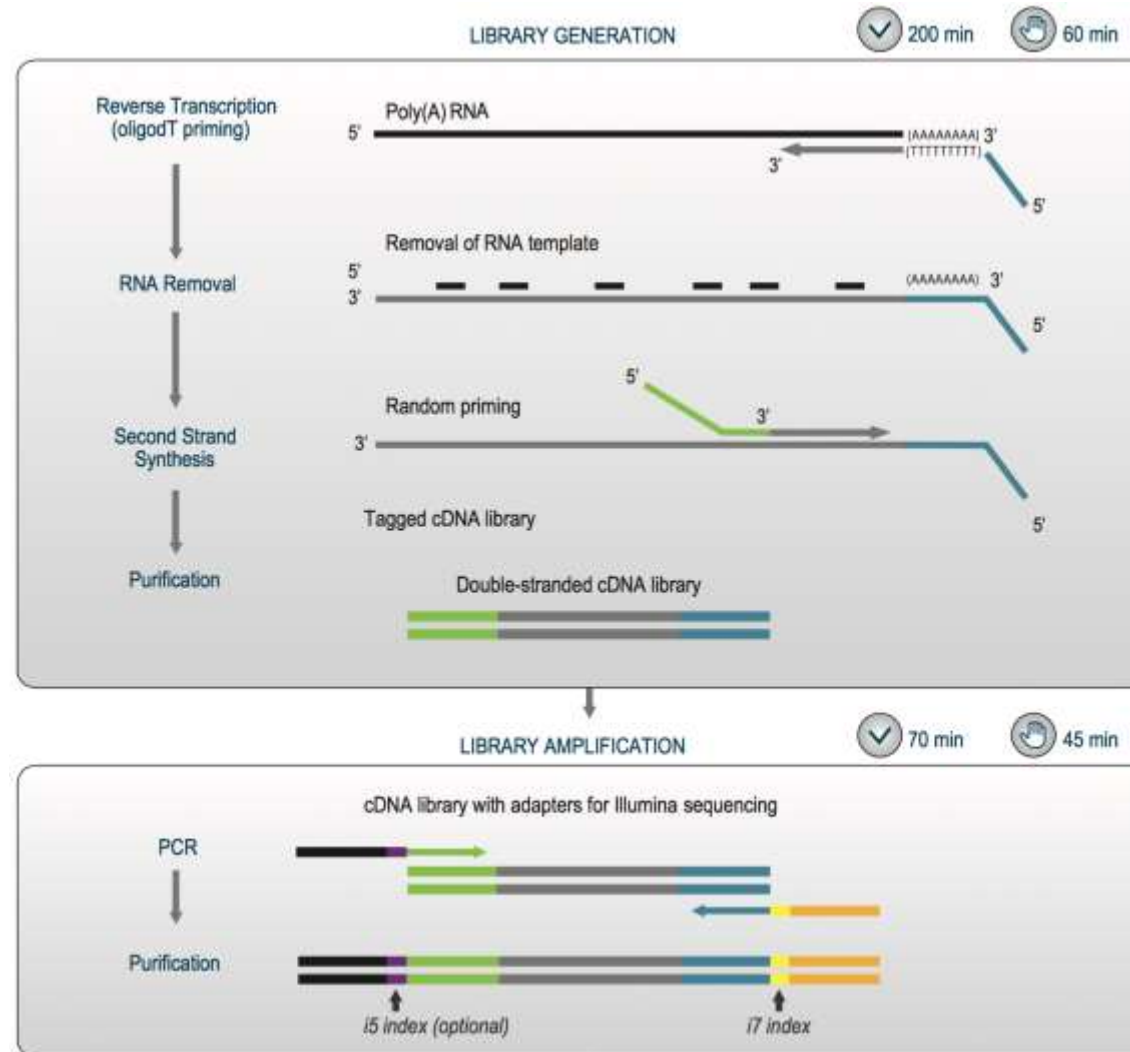 LIBRARY GENERATION
200 min
60 min
Reverse Transcription
(oligodT priming)
Poly(A) RNA
5'
(AAAAAAAA) 3'
3'
(TTTTTTTTT)
5'
Removal of RNA template
RNA Removal
5'
3'
(AAAAAAAA) 3'
5'
5'
Random priming
3'
Second Strand
Synthesis
3'
5'
Tagged cDNA library
Purification
Double-stranded cDNA library
LIBRARY AMPLIFICATION
70 min
45 min
cDNA library with adapters for Illumina sequencing
PCR
Purification
i5 index (optional)
i7 index